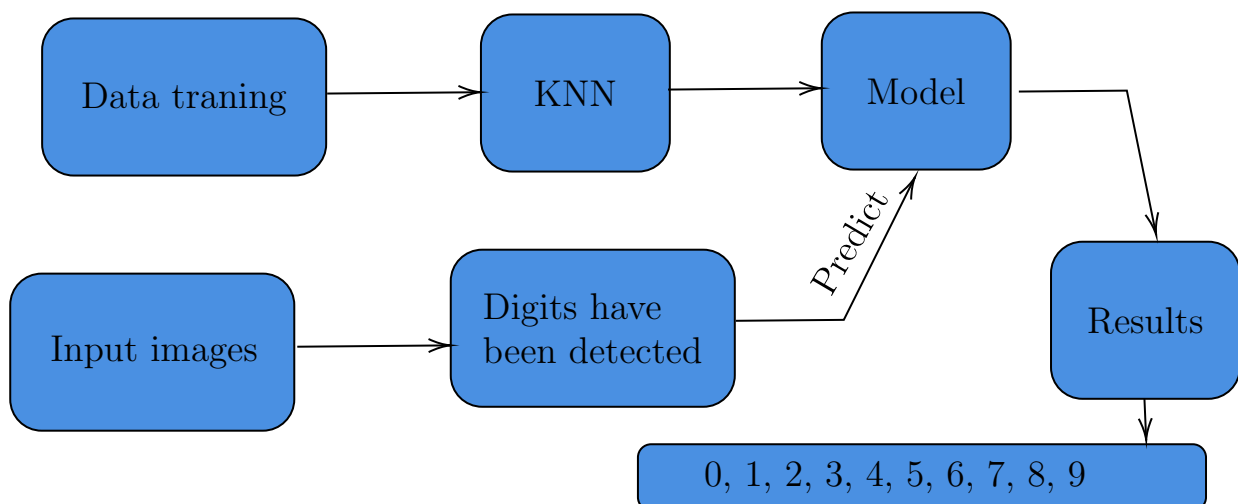 Data traning
KNN
Model
Predict
Input images
Digits have
been detected
Results
0, 1, 2, 3, 4, 5, 6, 7, 8, 9